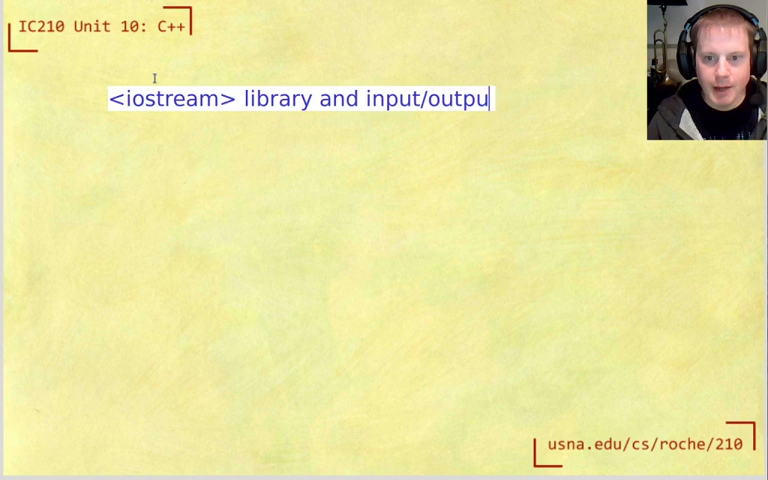 IC210 Unit 10: C++
<iostream> library and input/outpu
usna.edu/cs/roche/210